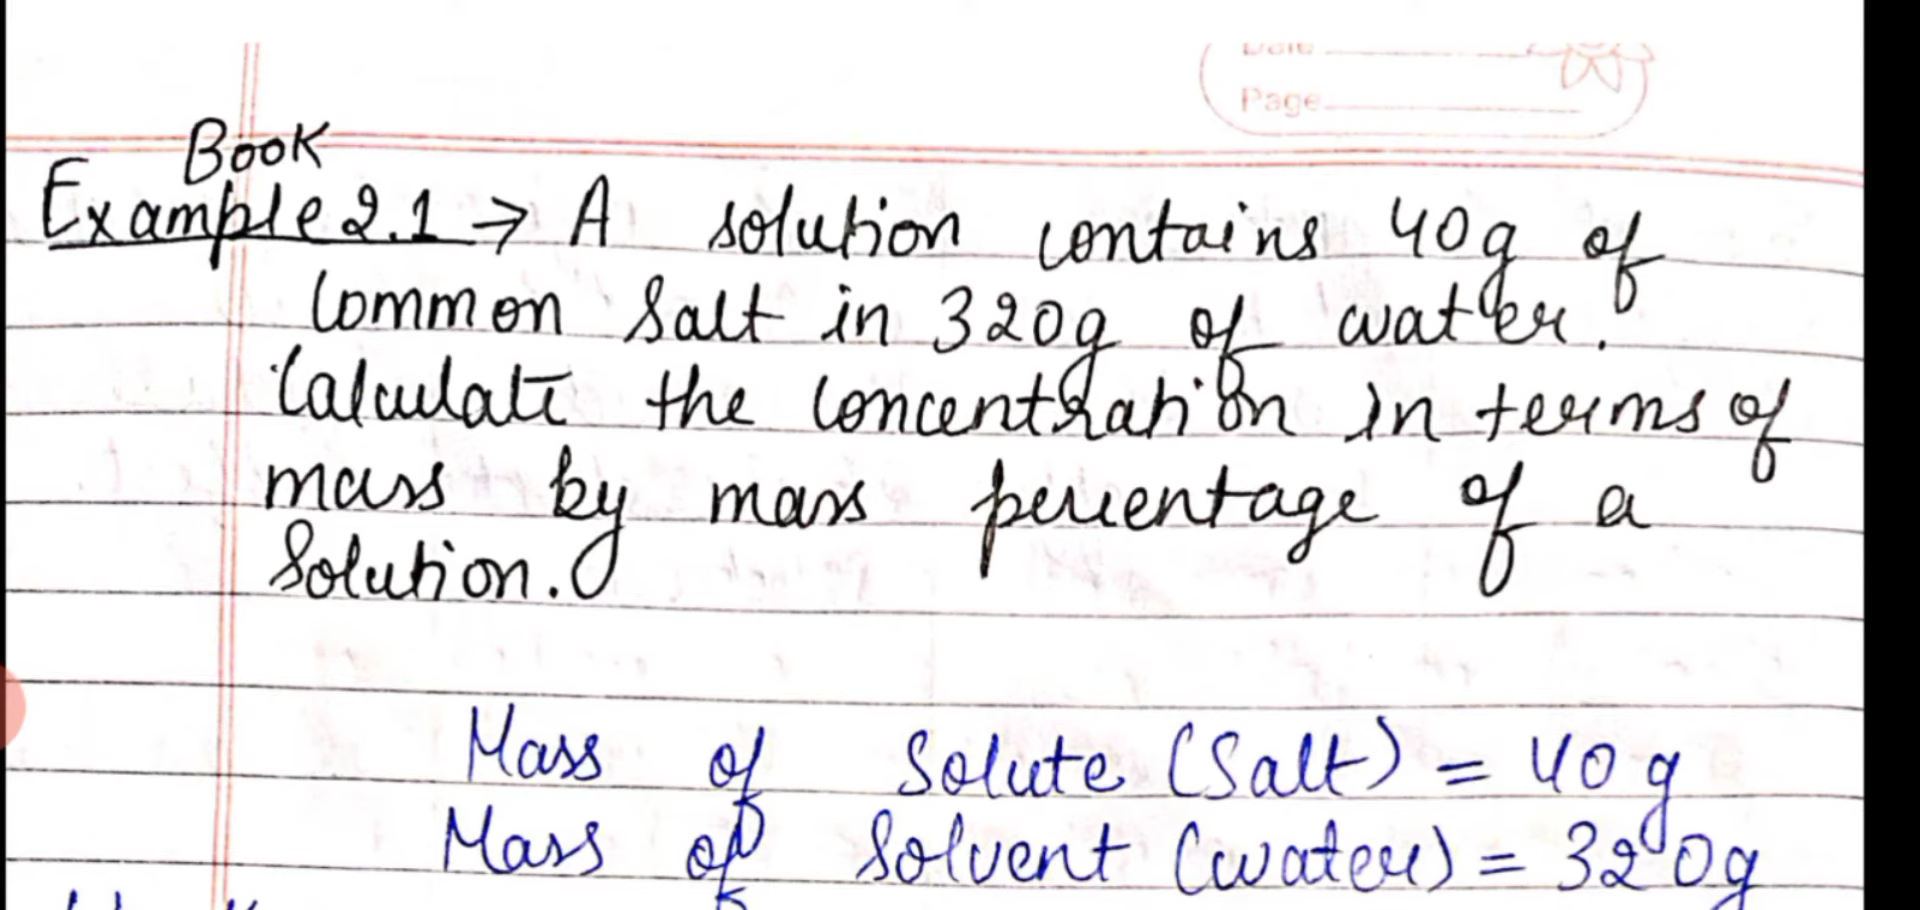 Date
Page
Book
Example 2.1 → A solution contains 40g of
common salt in 320g of water.
Calculate the concentration in terms of
mass by mass percentage of a
solution.
Mass of Solute (Salt) = 40 g
Mass of Solvent (water) = 320g